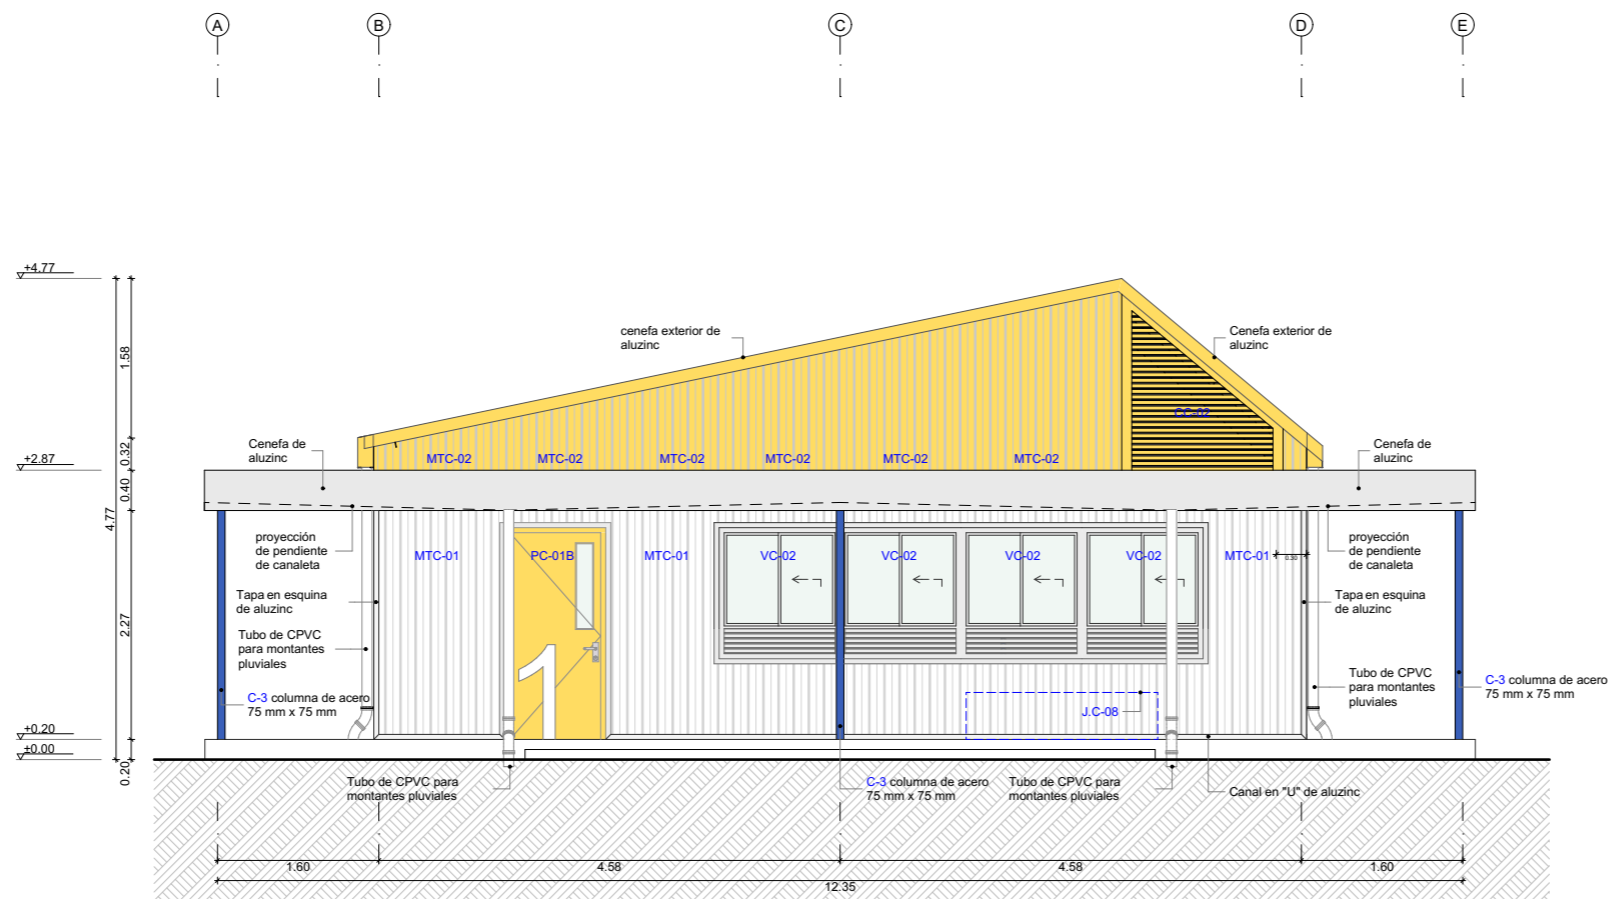 A
B
C
D
E
+4.77
1.58
cenefa exterior de
aluzinc
Cenefa exterior de
aluzinc
CC-02
0.32
Cenefa de
aluzinc
Cenefa de
aluzinc
MTC-02
MTC-02
MTC-02
MTC-02
MTC-02
MTC-02
+2.87
0.40
4.77
proyección
de pendiente
de canaleta
proyección
de pendiente
de canaleta
MTC-01
PC-01B
MTC-01
VC-02
VC-02
VC-02
VC-02
MTC-01
0.30
Tapa en esquina
de aluzinc
Tapa en esquina
de aluzinc
2.27
Tubo de CPVC
para montantes
pluviales
1
Tubo de CPVC
para montantes
pluviales
C-3 columna de acero
75 mm x 75 mm
C-3 columna de acero
75 mm x 75 mm
J.C-08
+0.20
±0.00
0.20
Tubo de CPVC para
montantes pluviales
C-3 columna de acero
75 mm x 75 mm
Tubo de CPVC para
montantes pluviales
Canal en "U" de aluzinc
1.60
4.58
4.58
1.60
12.35